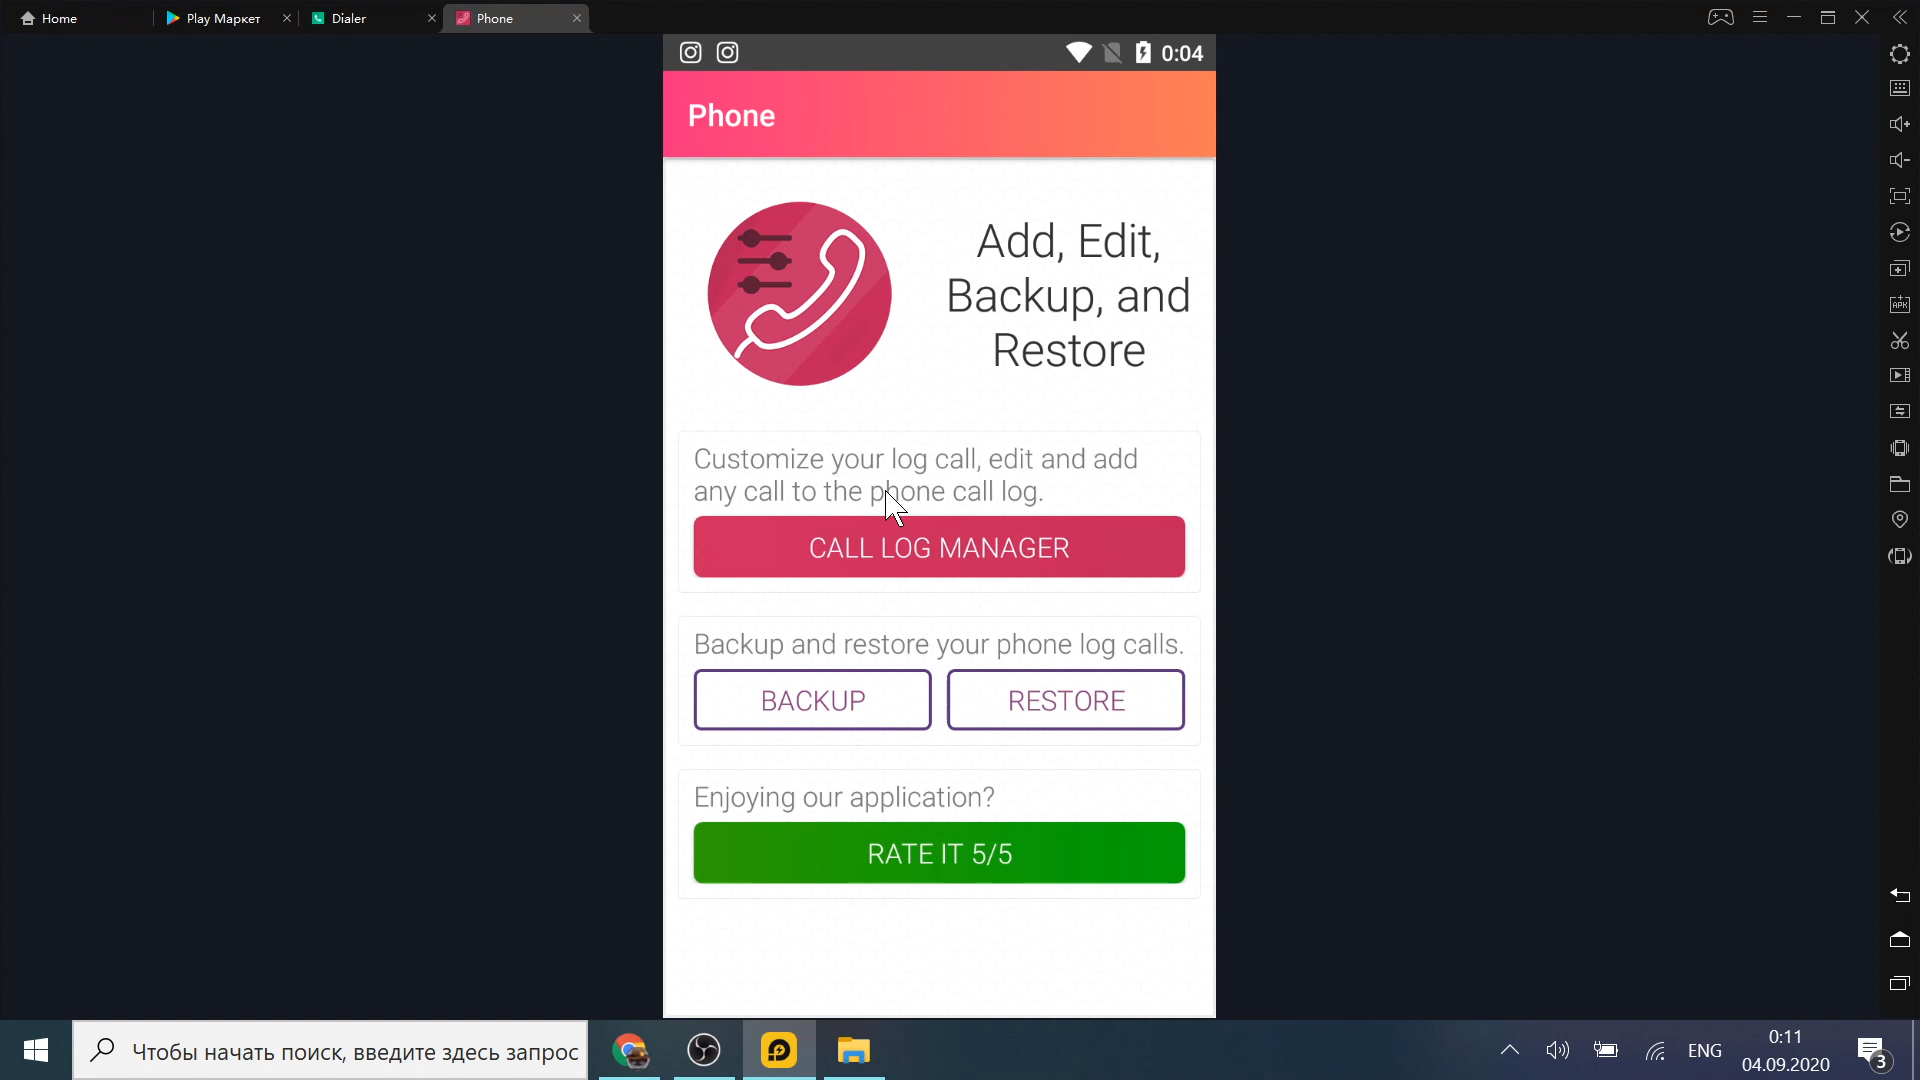 Home
Play Маркет
Dialer
Phone
0:04
Phone
Add, Edit,
Backup, and
Restore
Customize your log call, edit and add
any call to the phone call log.
CALL LOG MANAGER
Backup and restore your phone log calls.
BACKUP
RESTORE
Enjoying our application?
RATE IT 5/5
APK
Чтобы начать поиск, введите здесь запрос
ENG
0:11
04.09.2020
3